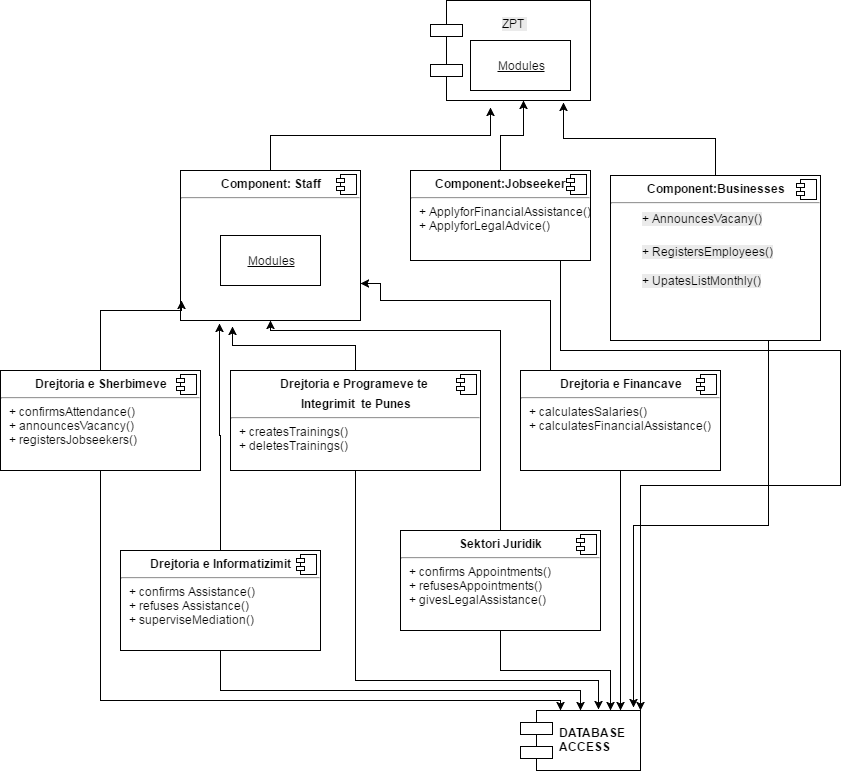 ZPT
Modules
Component: Staff
Modules
Component:Jobseeker
+ ApplyforFinancialAssistance()
+ ApplyforLegalAdvice()
Component:Businesses
+ AnnouncesVacany()
+ RegistersEmployees()
+ UpatesListMonthly()
Drejtoria e Sherbimeve
+ confirmsAttendance()
+ announcesVacancy()
+ registersJobseekers()
Drejtoria e Programeve te
Integrimit te Punes
+ createsTrainings()
+ deletesTrainings()
Drejtoria e Financave
+ calculatesSalaries()
+ calculatesFinancialAssistance()
Drejtoria e Informatizimit
+ confirms Assistance()
+ refuses Assistance()
+ superviseMediation()
Sektori Juridik
+ confirms Appointments()
+ refusesAppointments()
+ givesLegalAssistance()
DATABASE
ACCESS